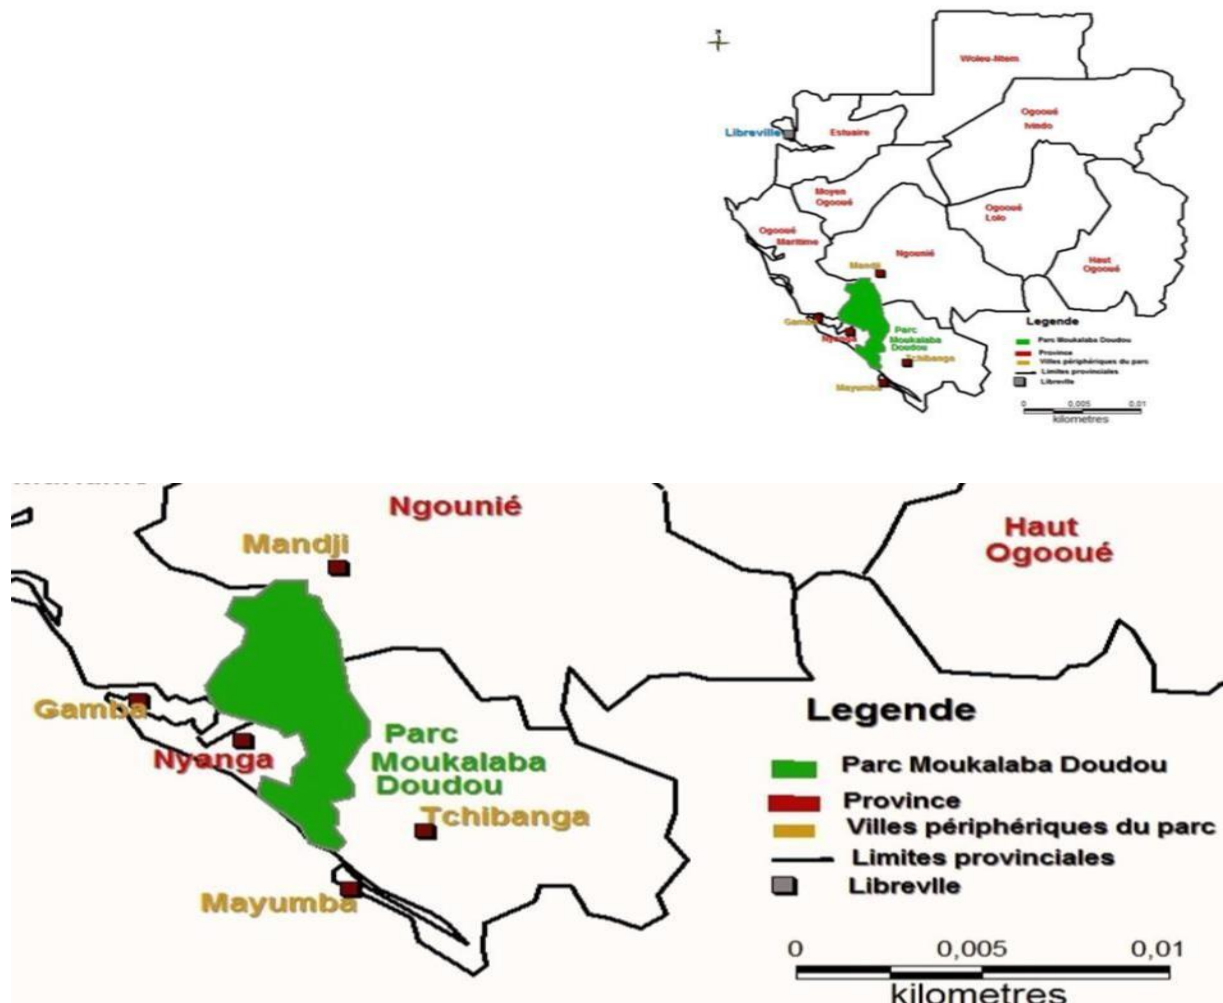 N
Woleu-Ntem
Ogooué
Ivindo
Libreville
Estuaire
Moyen
Ogooué
Ogooué
Lolo
Ogooué
Maritime
Ngounié
Haut
Ogooué
Mandji
Gamba
Parc
Moukalaba
Doudou
Nyanga
Tchibanga
Mayumba
Legende
Parc Moukalaba Doudou
Province
Villes périphériques du parc
Limites provinciales
Libreville
0 0,005 0,01
kilometres
Ngounié
Haut
Ogooué
Mandji
Gamba
Nyanga
Parc
Moukalaba
Doudou
Tchibanga
Mayumba
Legende
Parc Moukalaba Doudou
Province
Villes périphériques du parc
Limites provinciales
Librevlle
0 0,005 0,01
kilometres